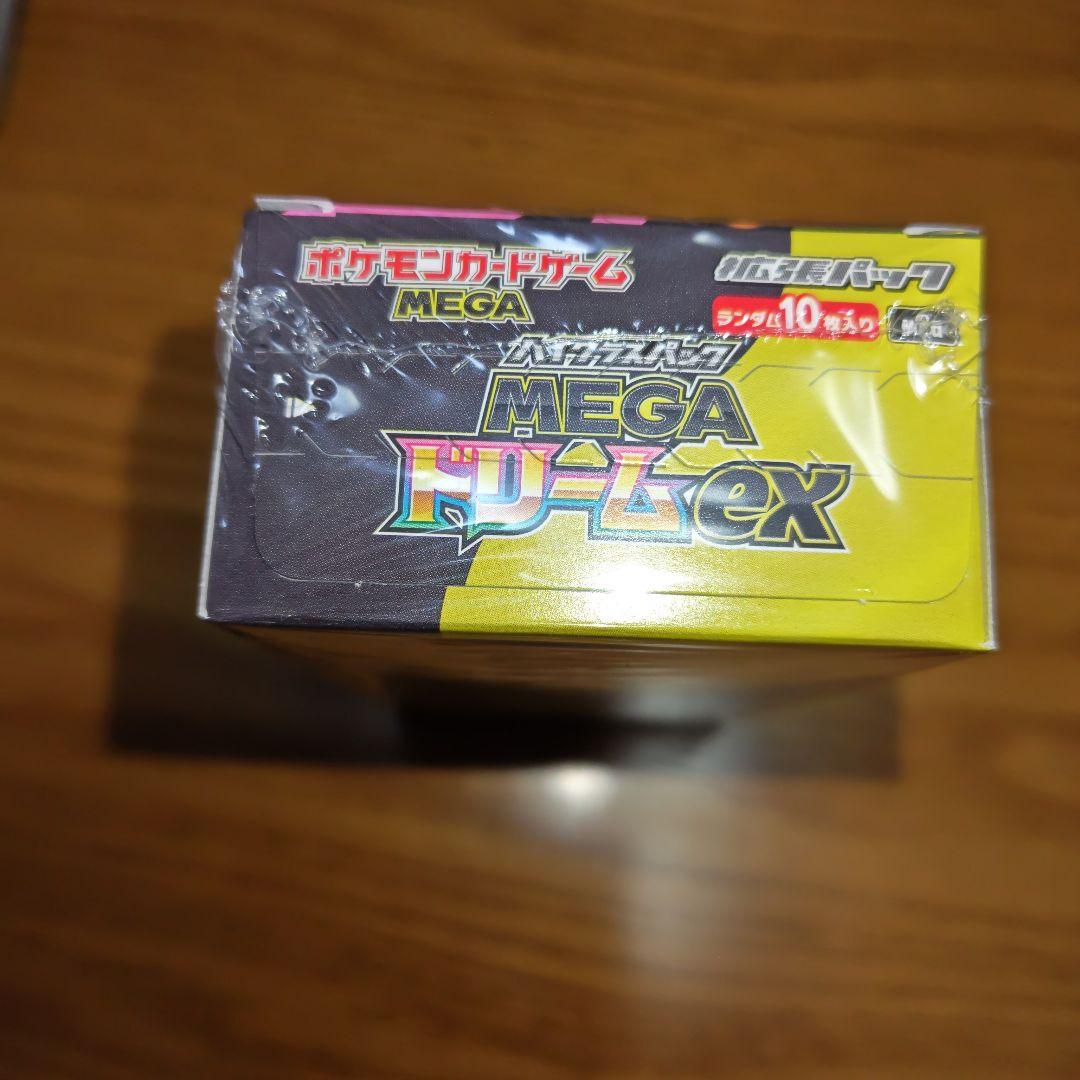 ポケモンカードゲーム
MEGA
拡張パック
ランダム10枚入り
ハイクラスパック
MEGA
ドリームex